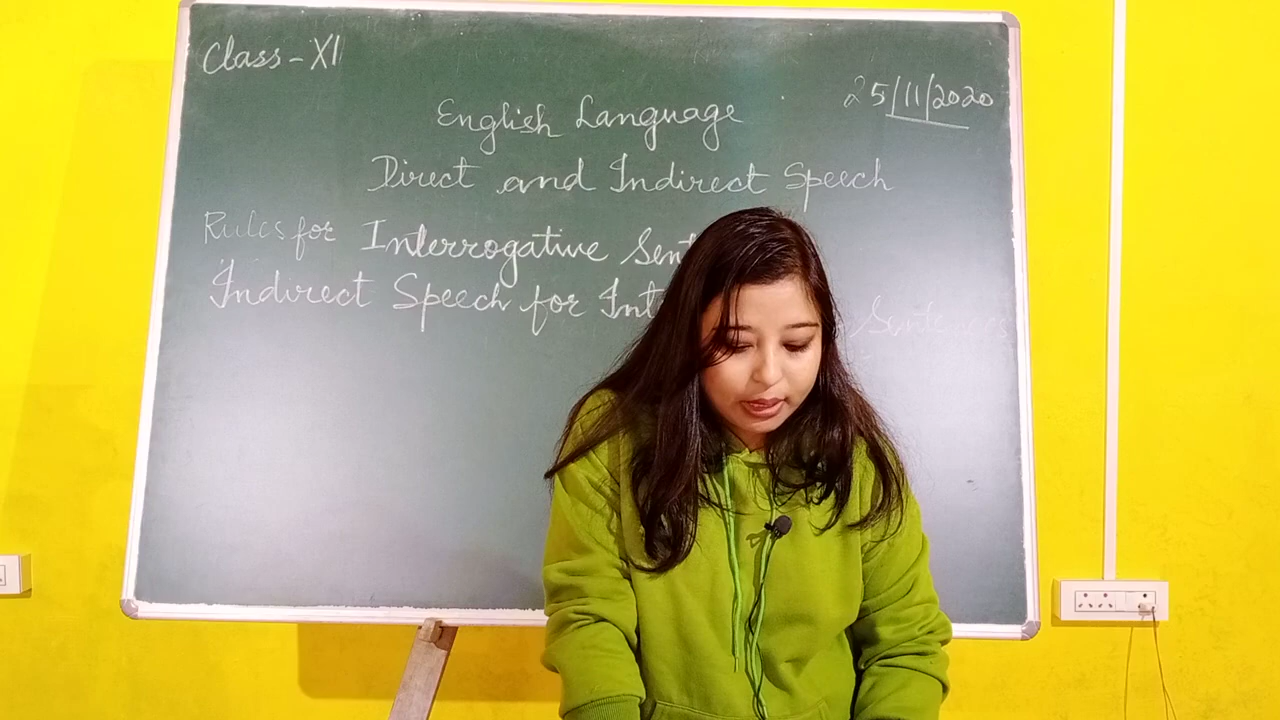 Class - XI
25/11/2020
English Language
Direct and Indirect Speech
Rules for Interrogative Sent
Indirect Speech for Int Sentences